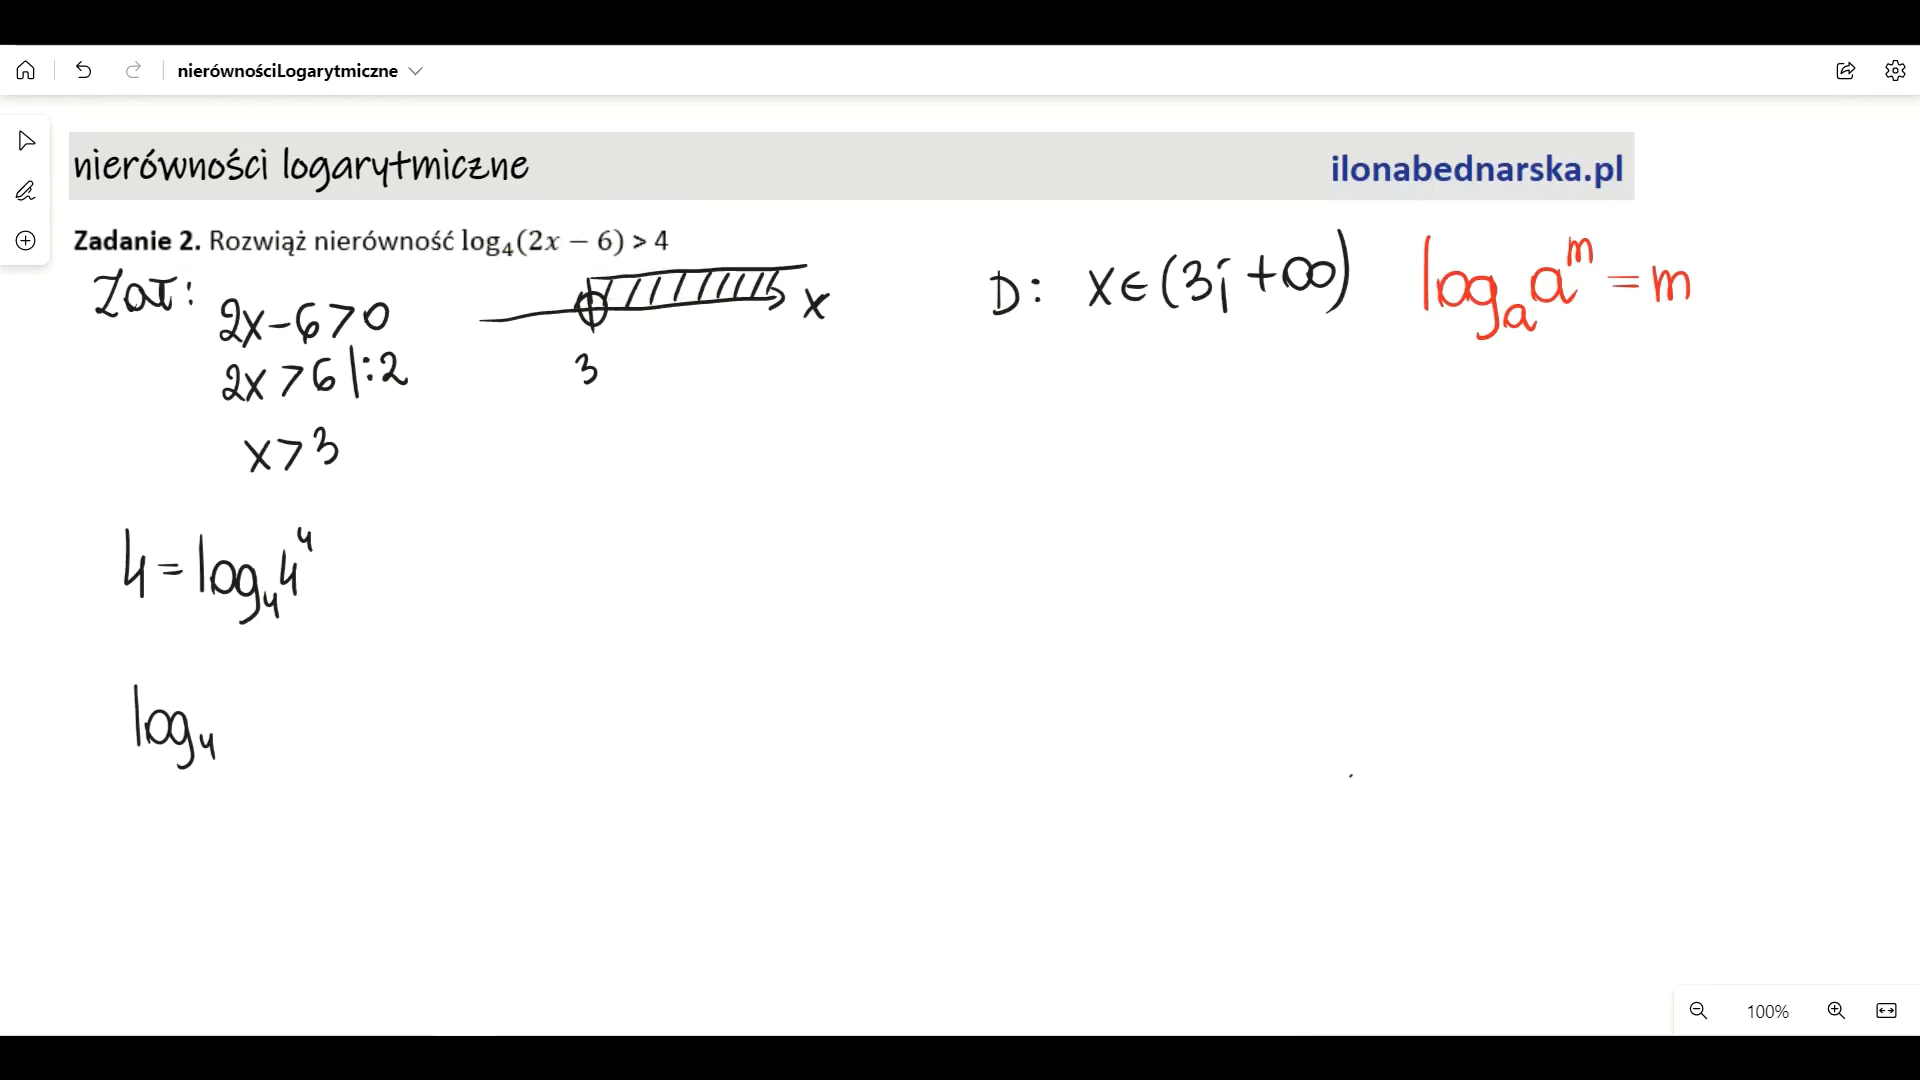 nierównościLogarytmiczne
nierówności logarytmiczne
ilonabednarska.pl
Zadanie 2. Rozwiąż nierówność log₄(2x − 6) > 4
Zał:
2x-6>0
2x>6 |:2
x>3
3
x
D: x∈(3; +∞)
logₐaᵐ = m
4 = log₄4⁴
log₄
100%